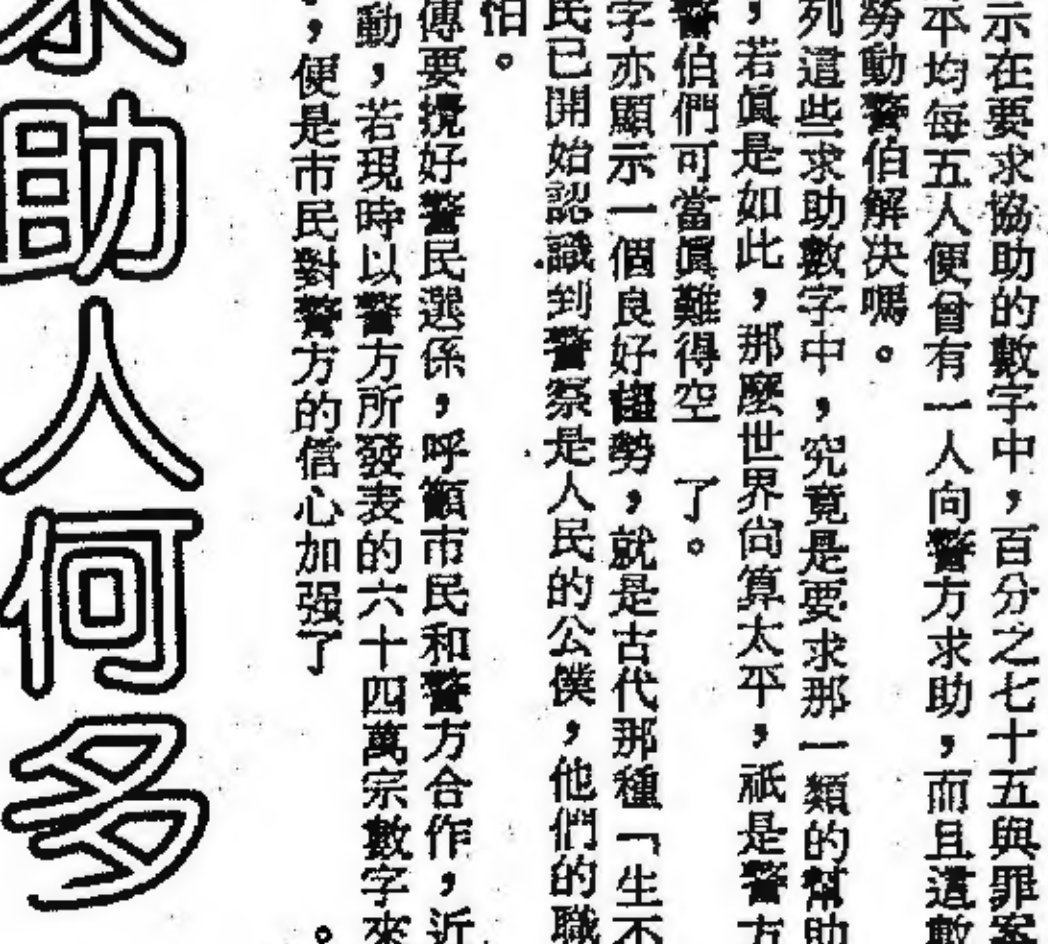 示在要求協助的數字中，百分之七十五與罪案
平均每五人便曾有一人向警方求助，而且這數
勞動警伯解決嗎。
列這些求助數字中，究竟是要求那一類的幫助
，若眞是如此，那麼世界尙算太平，祇是警方
警伯們可當眞難得空 了。
字亦顯示一個良好趨勢，就是古代那種「生不
民已開始認識到警察是人民的公僕，他們的職
怕。
傳要攪好警民選係，呼籲市民和警方合作，近
動，若現時以警方所發表的六十四萬宗數字來
，便是市民對警方的信心加强了 。
求助人何多